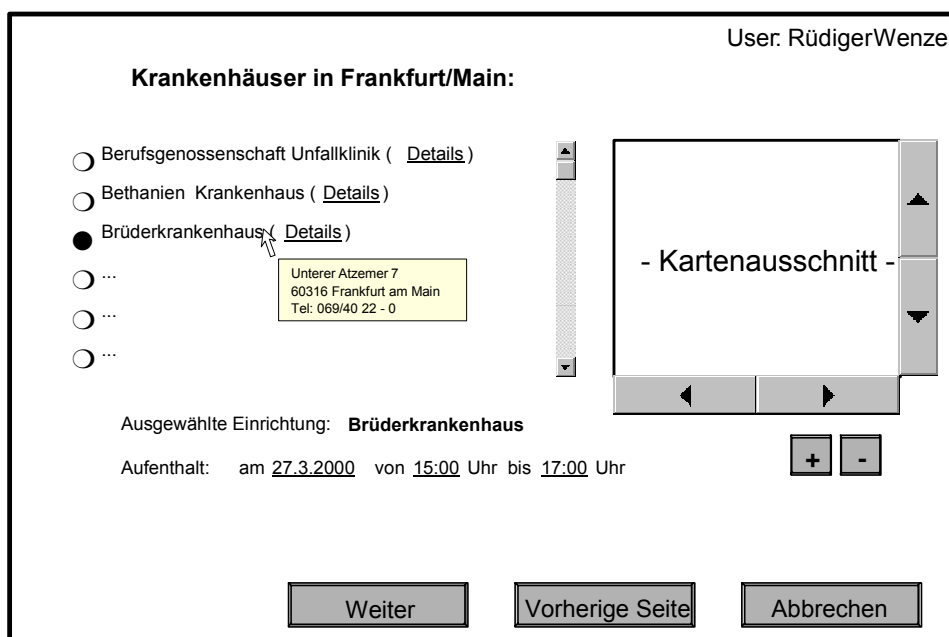 User: RüdigerWenze
Krankenhäuser in Frankfurt/Main:
Berufsgenossenschaft Unfallklinik ( Details )
Bethanien Krankenhaus ( Details )
Brüderkrankenhaus ( Details )
Unterer Atzemer 7
60316 Frankfurt am Main
Tel: 069/40 22 - 0
...
...
...
- Kartenausschnitt -
Ausgewählte Einrichtung: Brüderkrankenhaus
Aufenthalt: am 27.3.2000 von 15:00 Uhr bis 17:00 Uhr
+ -
Weiter Vorherige Seite Abbrechen